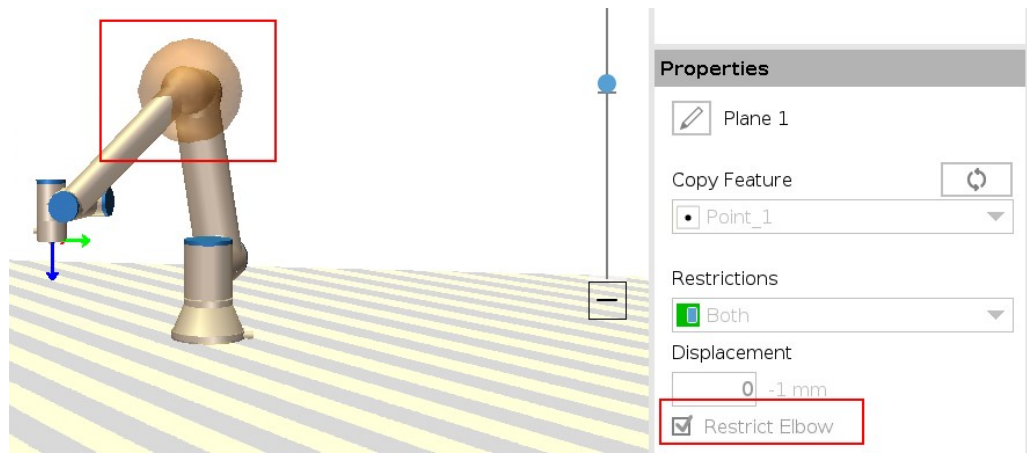 Properties
Plane 1
Copy Feature
Point_1
Restrictions
Both
Displacement
0 -1 mm
Restrict Elbow